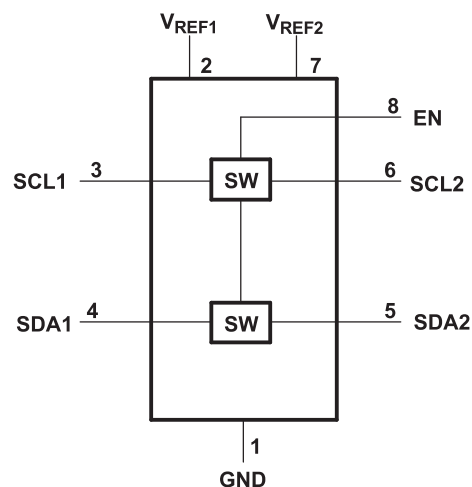 VREF1 VREF2
2 7
8 EN
SCL1 3 SW 6 SCL2
SDA1 4 SW 5 SDA2
1
GND